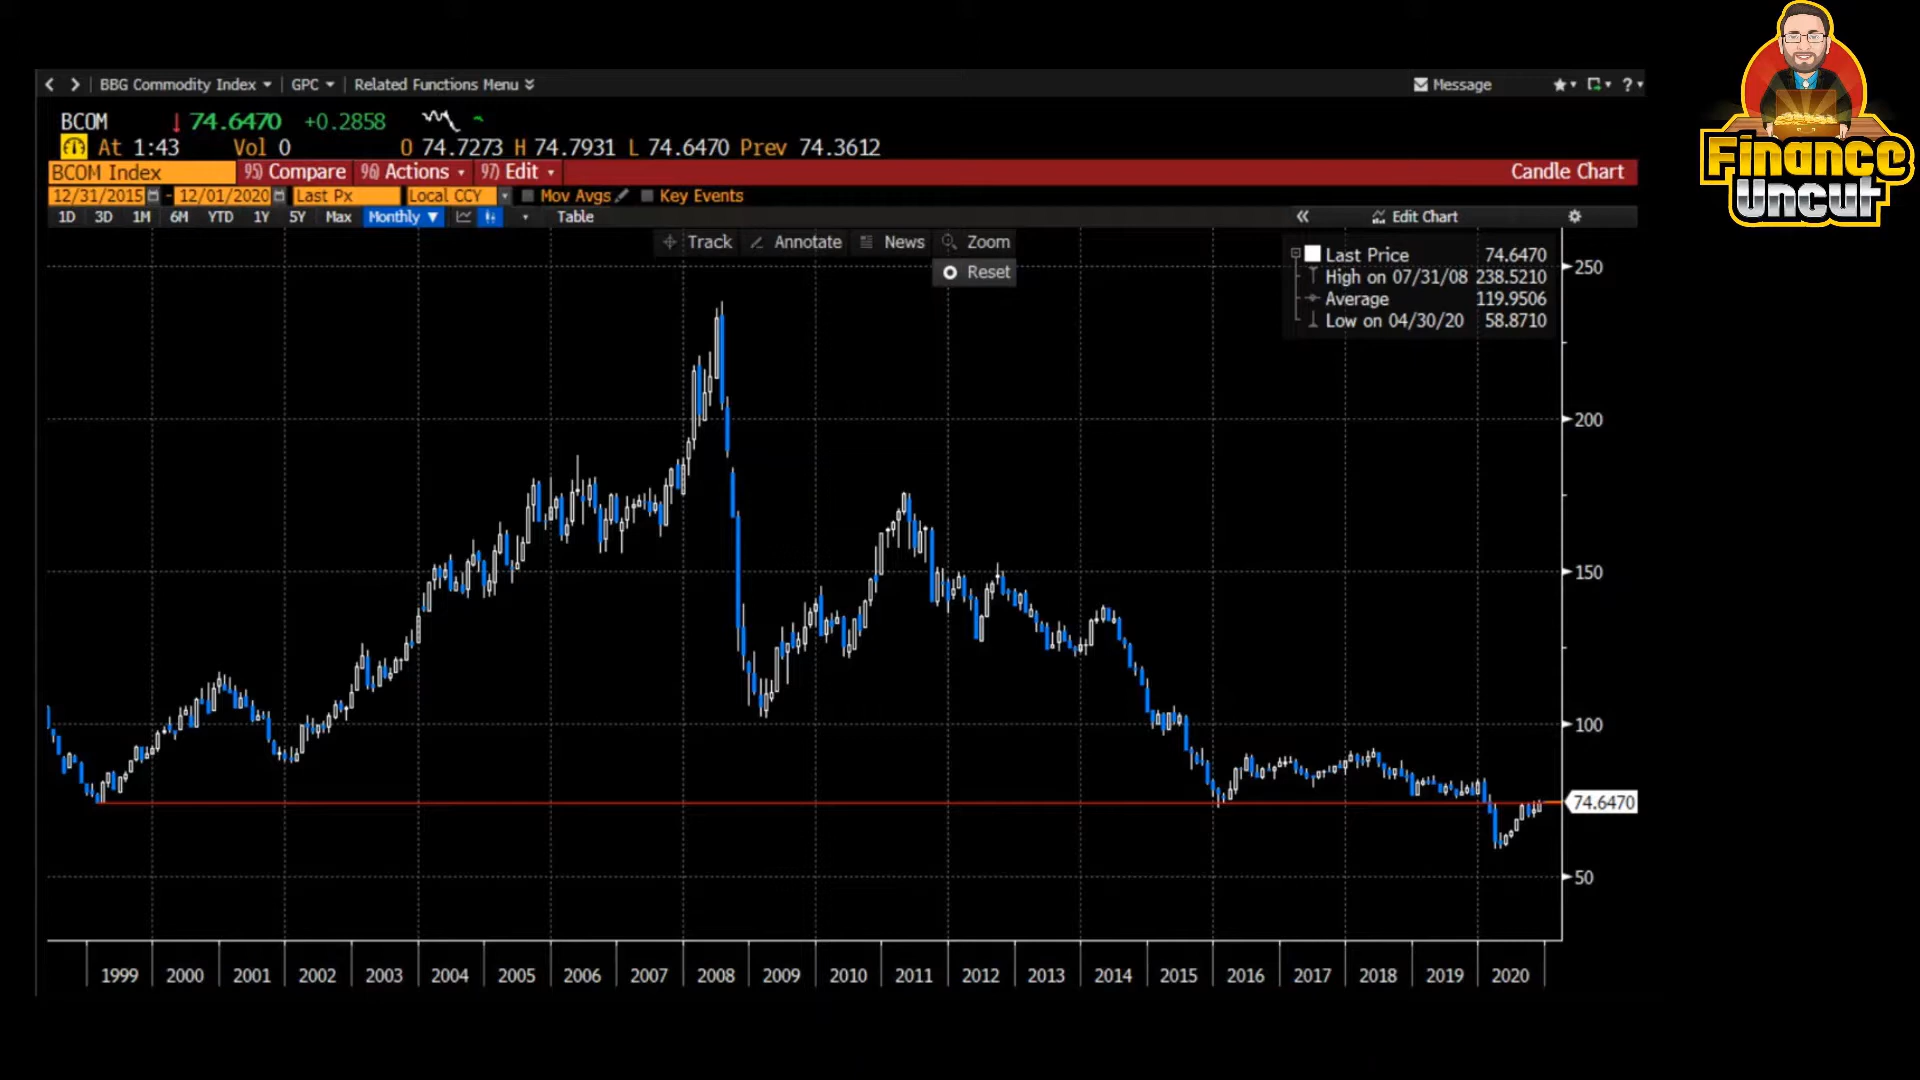 BBG Commodity Index GPC Related Functions Menu Message ?
BCOM 74.6470 +0.2858
At 1:43 Vol 0 O 74.7273 H 74.7931 L 74.6470 Prev 74.3612
BCOM Index 95) Compare 96) Actions 97) Edit Candle Chart
12/31/2015 - 12/01/2020 Last Px Local CCY Mov Avgs Key Events
1D 3D 1M 6M YTD 1Y 5Y Max Monthly ▼ Table « Edit Chart
Track Annotate News Zoom
Reset
Last Price 74.6470
High on 07/31/08 238.5210
Average 119.9506
Low on 04/30/20 58.8710
250
200
150
100
74.6470
50
1999 2000 2001 2002 2003 2004 2005 2006 2007 2008 2009 2010 2011 2012 2013 2014 2015 2016 2017 2018 2019 2020
Finance
Uncut